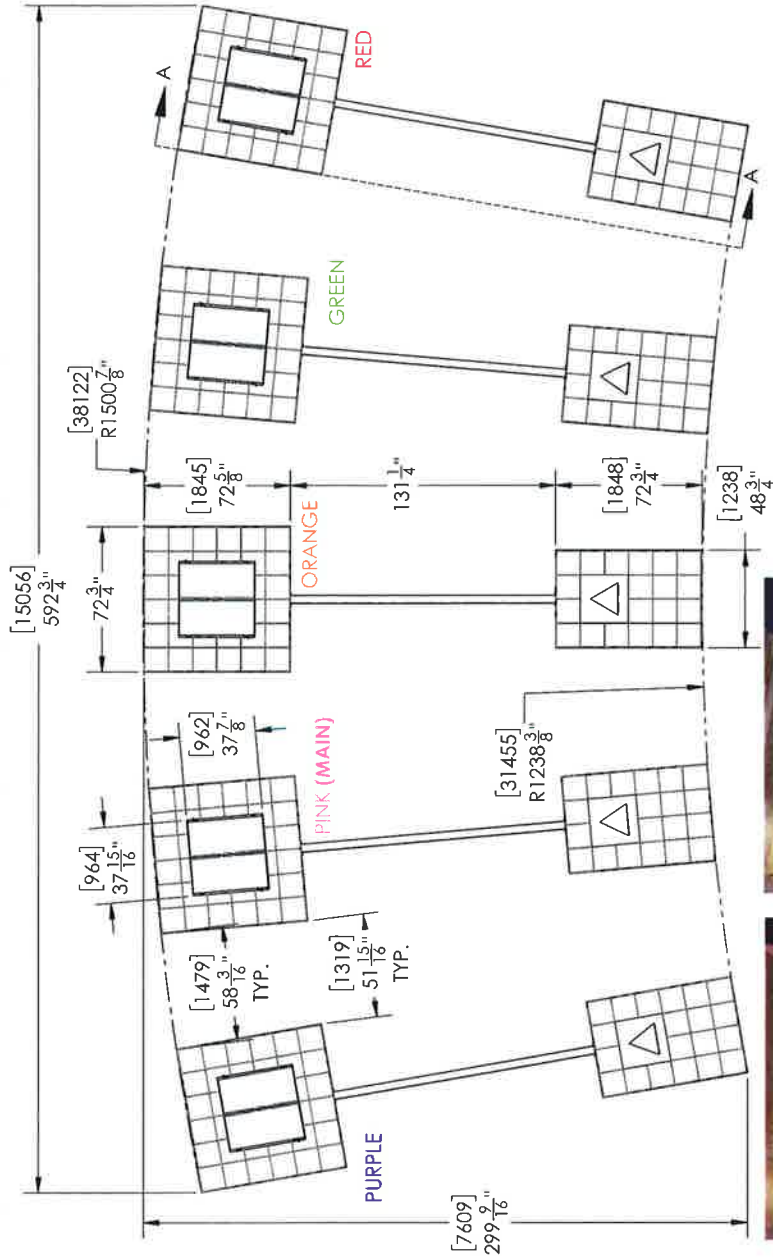 [15056]
592 3/4"
[38122]
R1500 7/8"
72 3/4"
[1845]
72 5/8"
[964]
37 15/16"
[962]
37 7/8"
[1479]
58 3/16"
TYP.
[1319]
51 15/16"
TYP.
A
RED
GREEN
ORANGE
PINK (MAIN)
PURPLE
131 1/4"
[7609]
299 9/16"
[31455]
R1238 3/8"
[1848]
72 3/4"
[1238]
48 3/4"
A